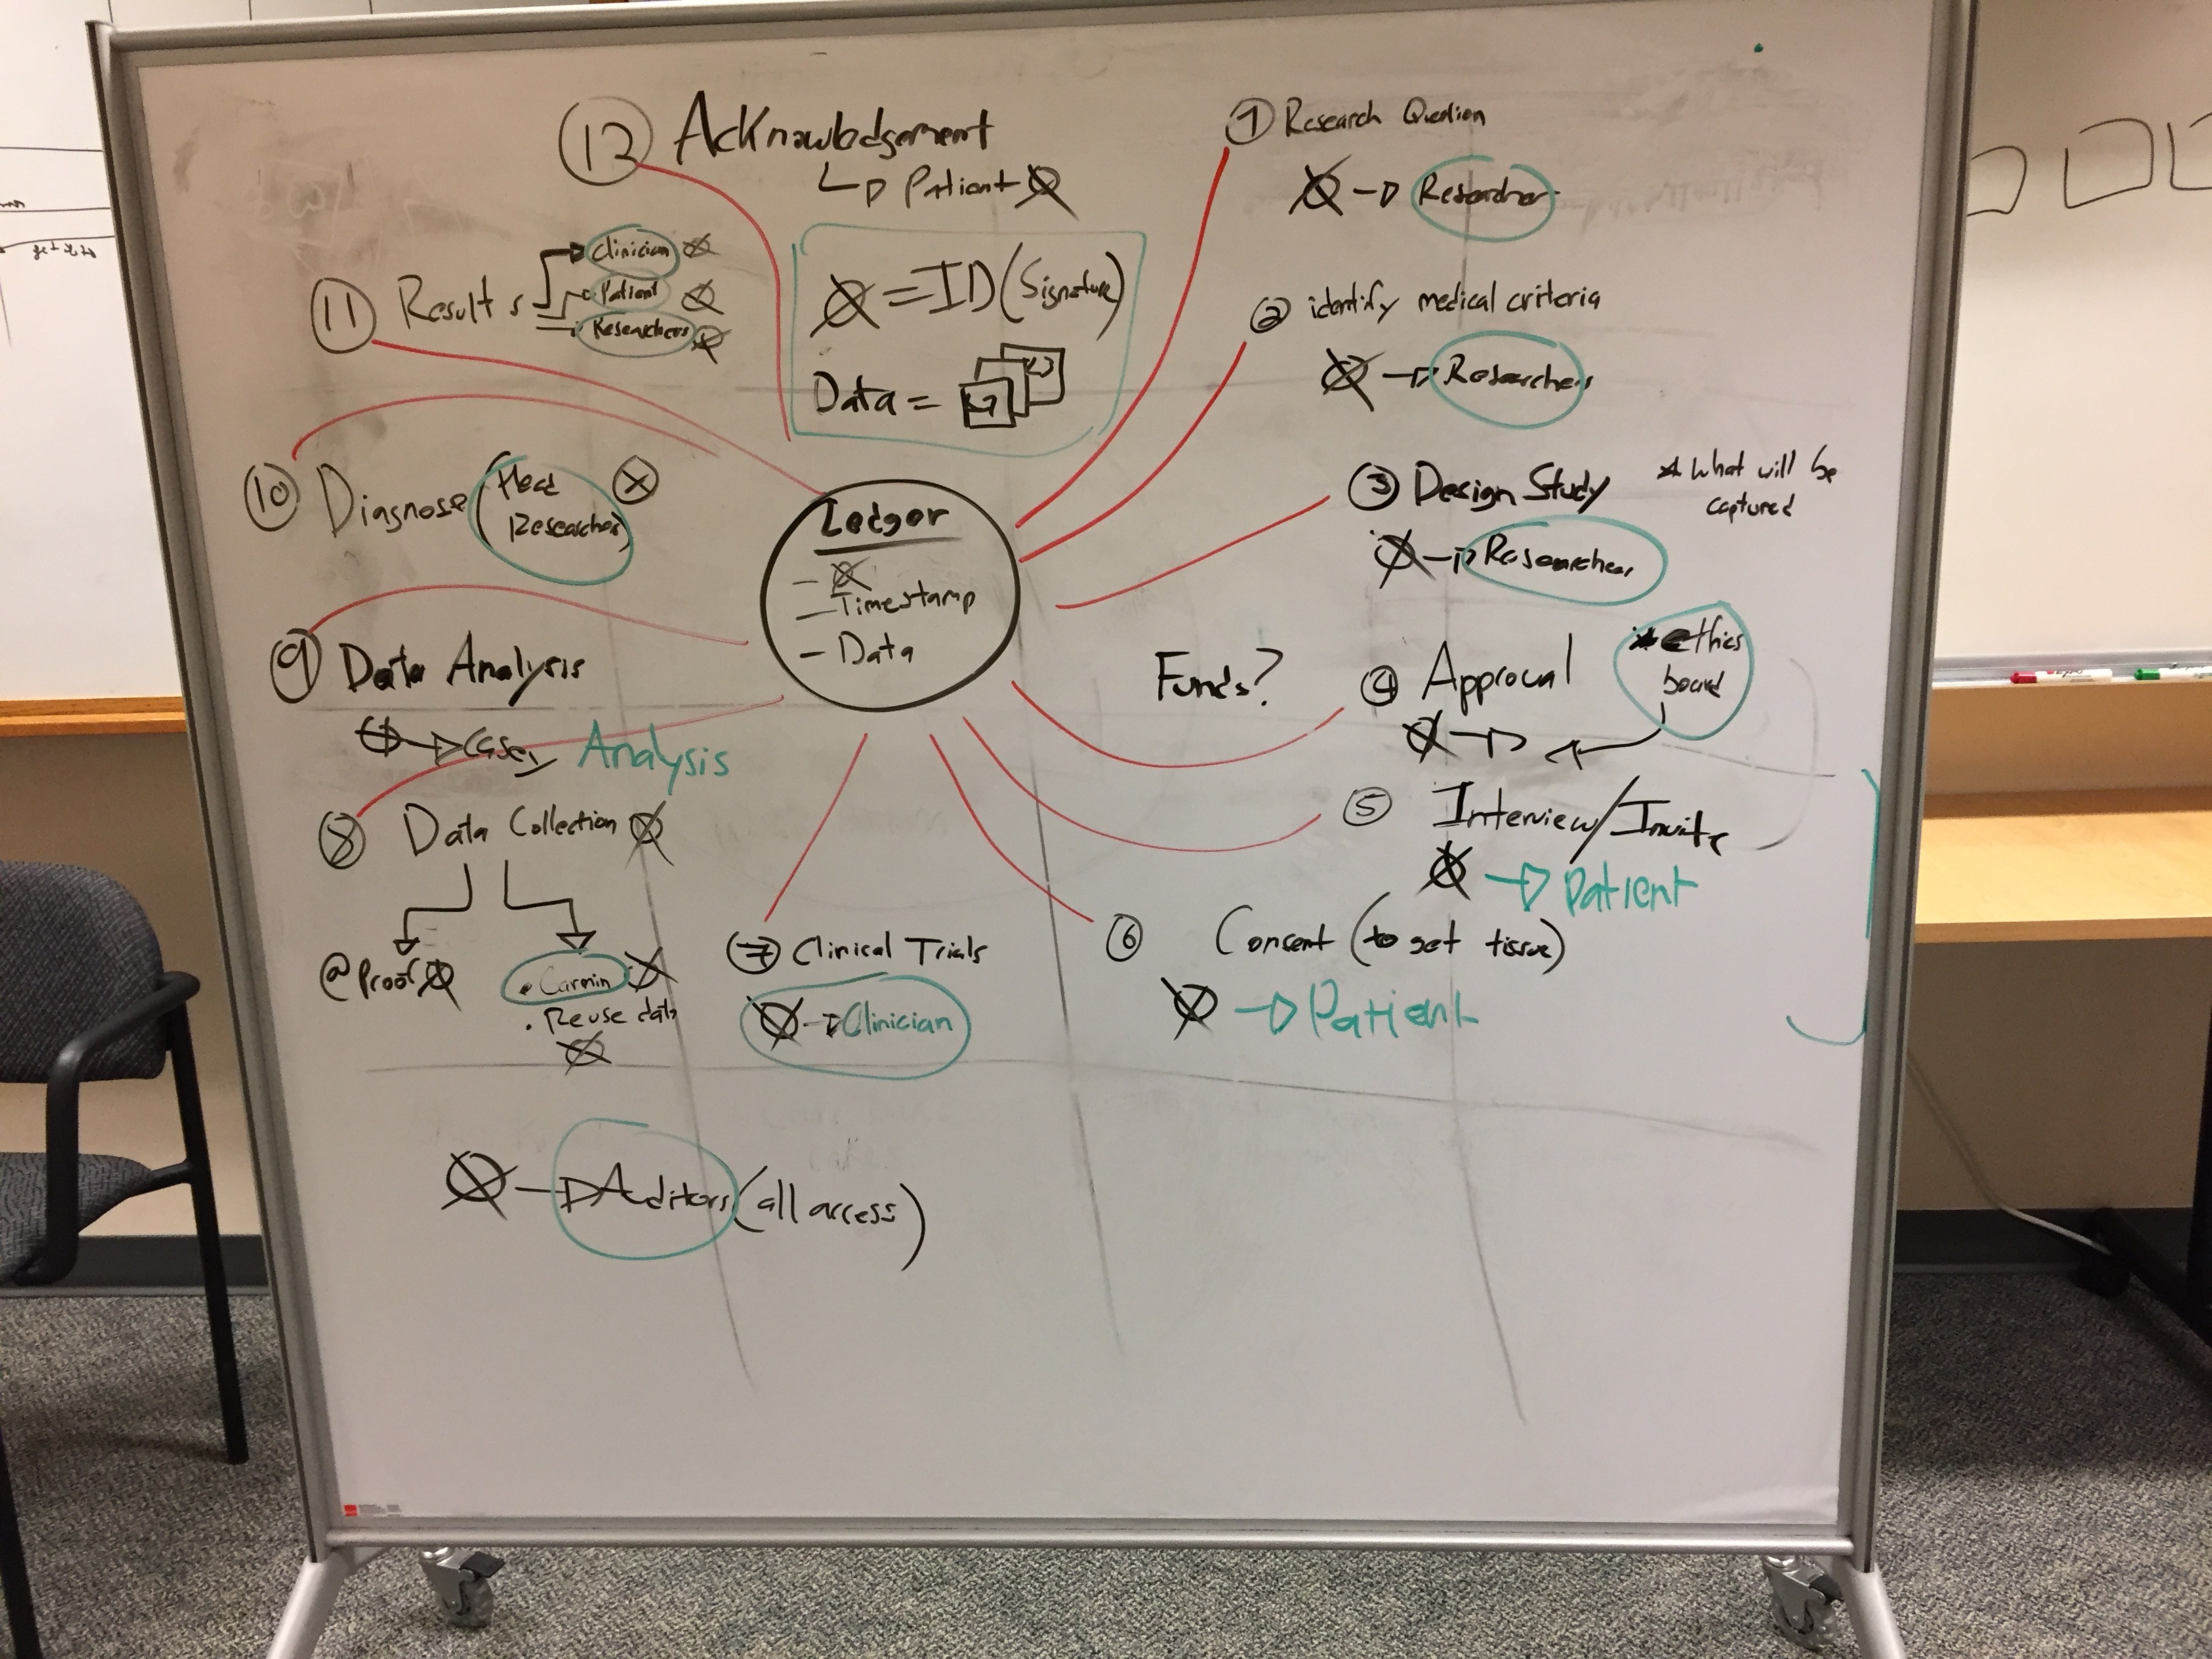 12 Acknowledgement
Patient
11 Results
Clinician
Patient
Researchers
= ID (Signature)
Data =
10 Diagnose (Head
Researcher)
Ledger
-
- Timestamp
- Data
9 Data Analysis
Analysis
8 Data Collection
@ Proof
. Carmin
. Reuse data
7 Clinical Trials
Clinician
Auditors (all access)
1 Research Question
Researcher
2 identify medical criteria
Researchers
3 Design Study
* What will be
captured
Researchers
Funds?
4 Approval
* ethics
board
5 Interview/Invite
Patient
6 Consent (to get tissue)
Patient